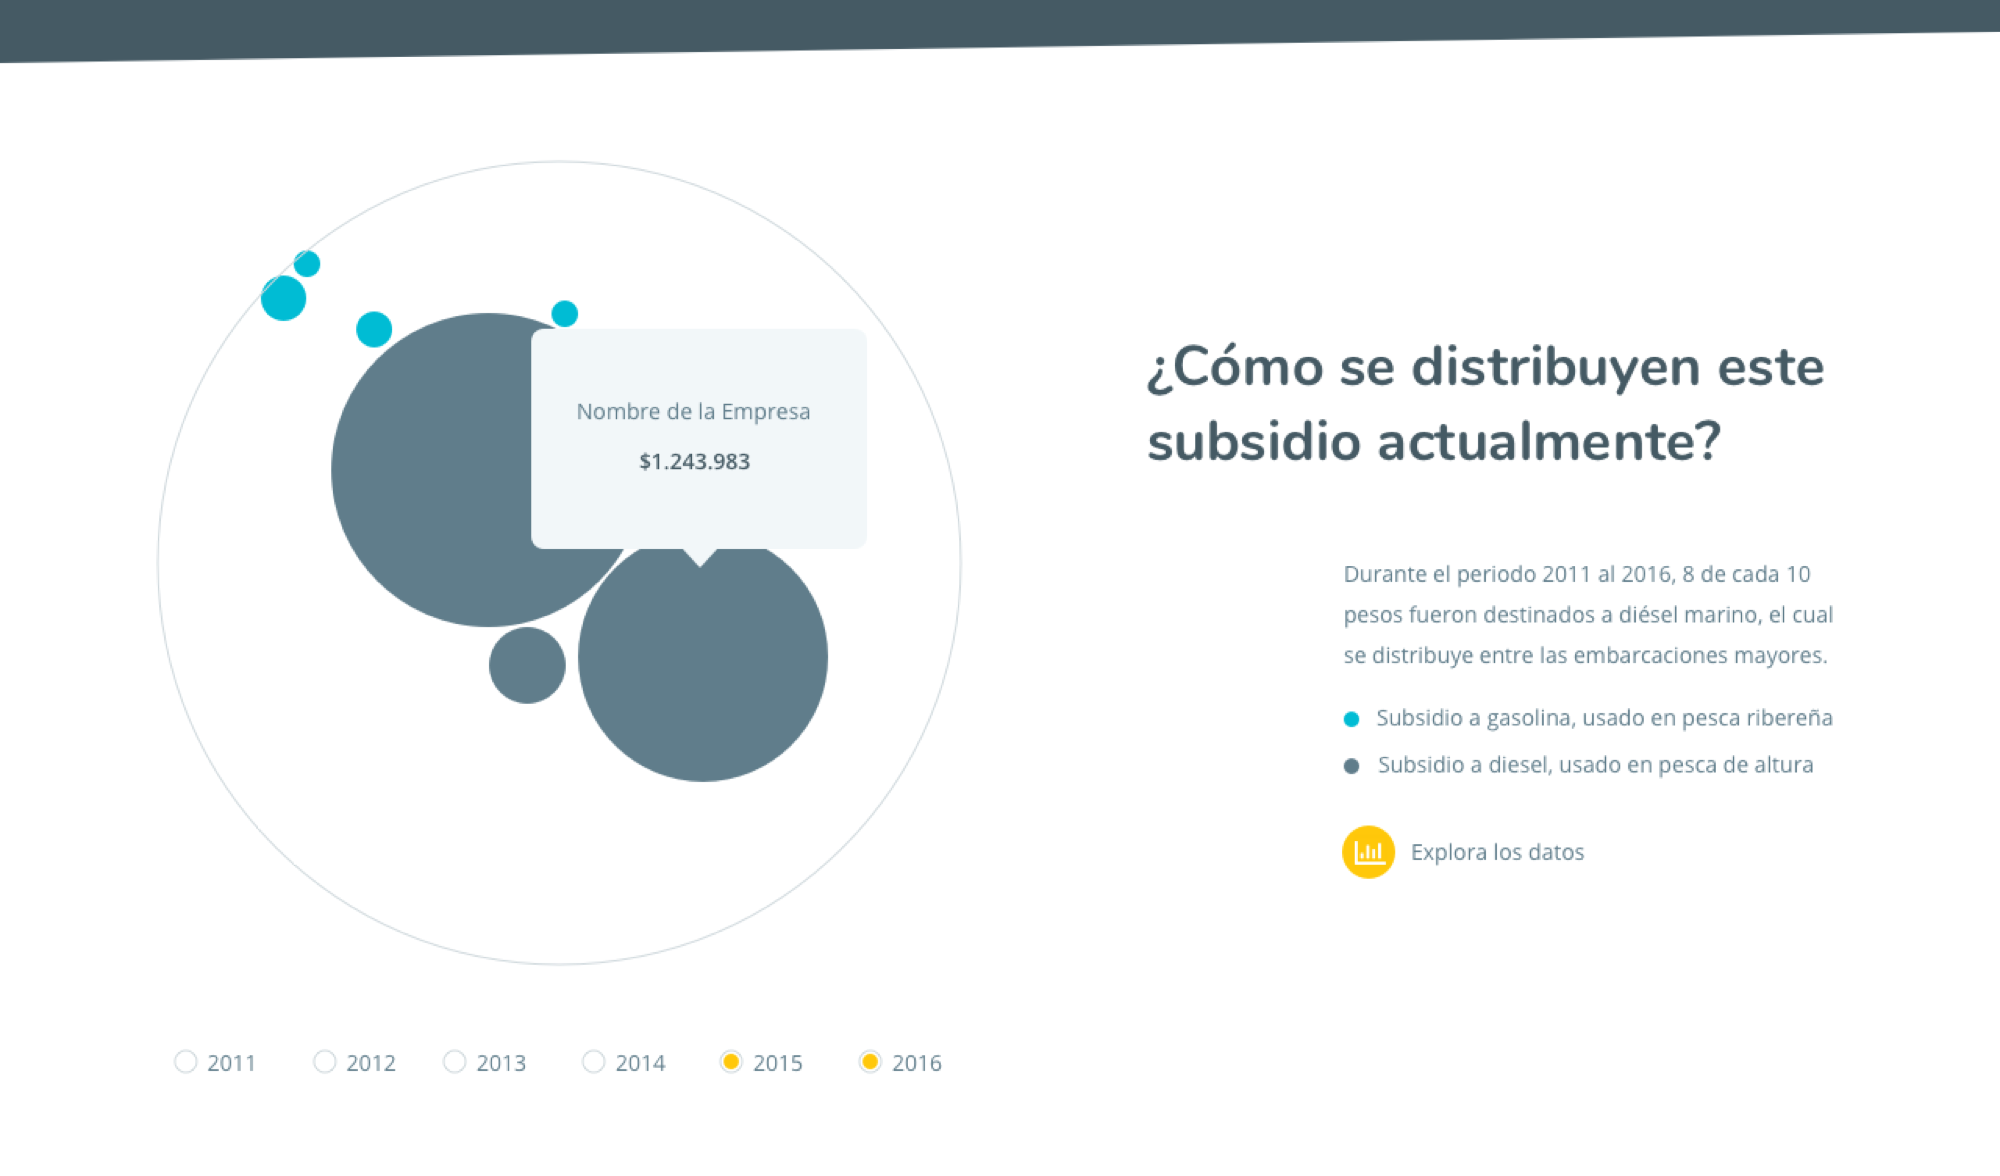 Nombre de la Empresa
$1.243.983
2011
2012
2013
2014
2015
2016
¿Cómo se distribuyen este
subsidio actualmente?
Durante el periodo 2011 al 2016, 8 de cada 10
pesos fueron destinados a diésel marino, el cual
se distribuye entre las embarcaciones mayores.
Subsidio a gasolina, usado en pesca ribereña
Subsidio a diesel, usado en pesca de altura
Explora los datos